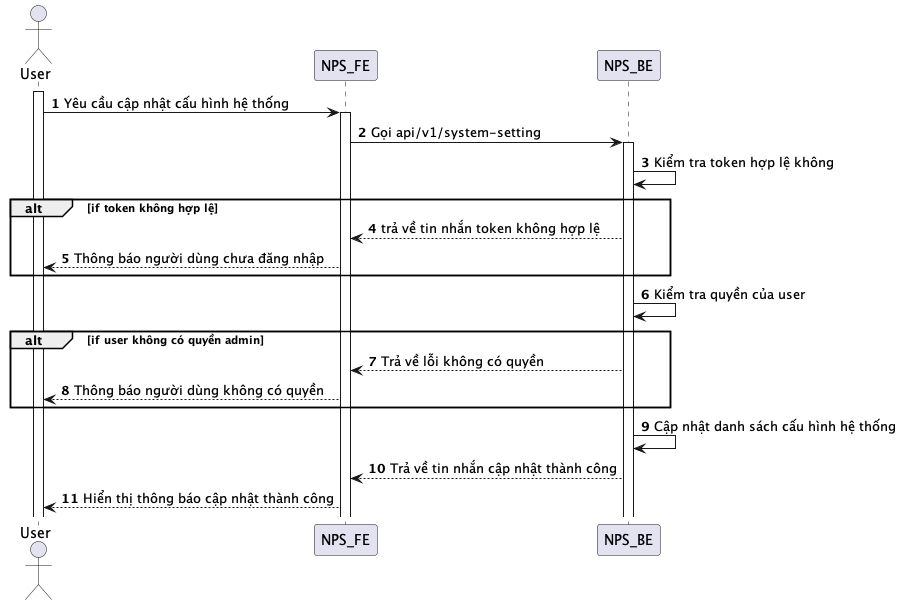 User
NPS_FE
NPS_BE
1 Yêu cầu cập nhật cấu hình hệ thống
2 Gọi api/v1/system-setting
3 Kiểm tra token hợp lệ không
alt [if token không hợp lệ]
4 trả về tin nhắn token không hợp lệ
5 Thông báo người dùng chưa đăng nhập
6 Kiểm tra quyền của user
alt [if user không có quyền admin]
7 Trả về lỗi không có quyền
8 Thông báo người dùng không có quyền
9 Cập nhật danh sách cấu hình hệ thống
10 Trả về tin nhắn cập nhật thành công
11 Hiển thị thông báo cập nhật thành công
User
NPS_FE
NPS_BE